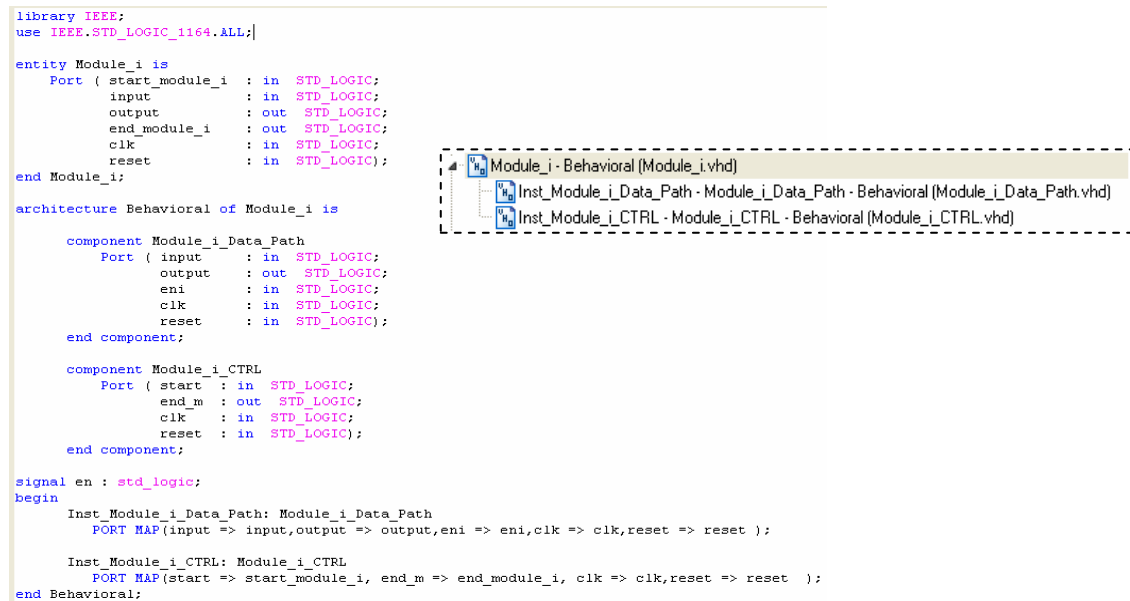 library IEEE;
use IEEE.STD_LOGIC_1164.ALL;
entity Module_i is
Port ( start_module_i : in STD_LOGIC;
input : in STD_LOGIC;
output : out STD_LOGIC;
end_module_i : out STD_LOGIC;
clk : in STD_LOGIC;
reset : in STD_LOGIC);
end Module_i;
architecture Behavioral of Module_i is
component Module_i_Data_Path
Port ( input : in STD_LOGIC;
output : out STD_LOGIC;
eni : in STD_LOGIC;
clk : in STD_LOGIC;
reset : in STD_LOGIC);
end component;
component Module_i_CTRL
Port ( start : in STD_LOGIC;
end_m : out STD_LOGIC;
clk : in STD_LOGIC;
reset : in STD_LOGIC);
end component;
signal en : std_logic;
begin
Inst_Module_i_Data_Path: Module_i_Data_Path
PORT MAP(input => input,output => output,eni => eni,clk => clk,reset => reset );
Inst_Module_i_CTRL: Module_i_CTRL
PORT MAP(start => start_module_i, end_m => end_module_i, clk => clk,reset => reset );
end Behavioral;
Module_i - Behavioral (Module_i.vhd)
Inst_Module_i_Data_Path - Module_i_Data_Path - Behavioral (Module_i_Data_Path.vhd)
Inst_Module_i_CTRL - Module_i_CTRL - Behavioral (Module_i_CTRL.vhd)